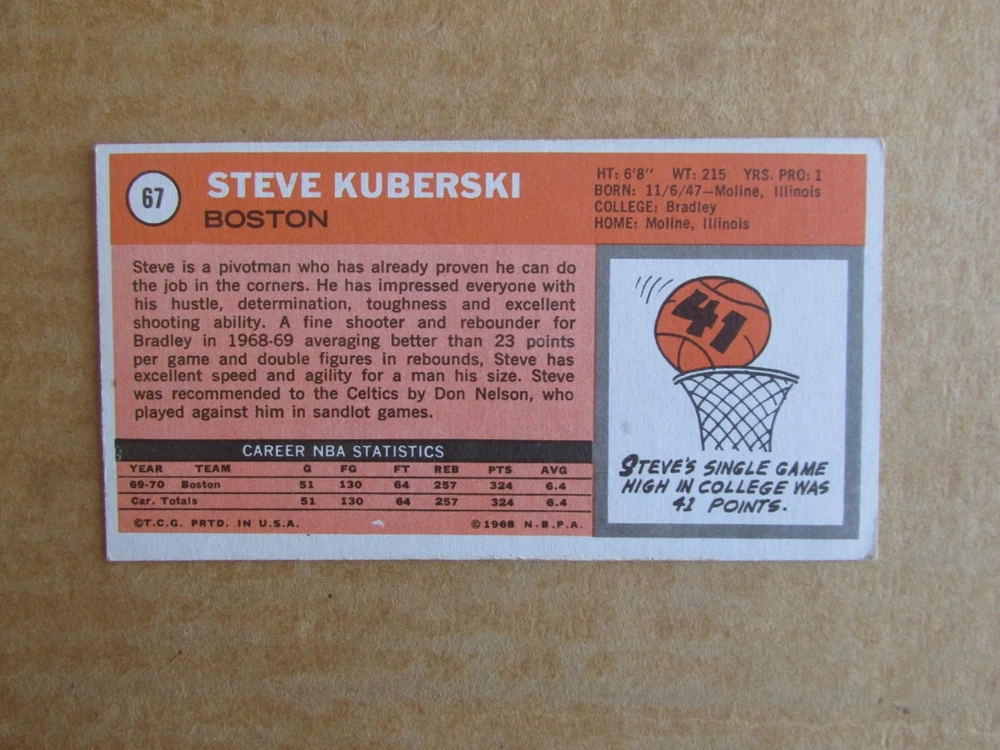 67
STEVE KUBERSKI
BOSTON
HT: 6'8" WT: 215 YRS. PRO: 1
BORN: 11/6/47—Moline, Illinois
COLLEGE: Bradley
HOME: Moline, Illinois
Steve is a pivotman who has already proven he can do
the job in the corners. He has impressed everyone with
his hustle, determination, toughness and excellent
shooting ability. A fine shooter and rebounder for
Bradley in 1968-69 averaging better than 23 points
per game and double figures in rebounds, Steve has
excellent speed and agility for a man his size. Steve
was recommended to the Celtics by Don Nelson, who
played against him in sandlot games.
CAREER NBA STATISTICS
YEAR TEAM G FG FT REB PTS AVG
69-70 Boston 51 130 64 257 324 6.4
Car. Totals 51 130 64 257 324 6.4
©T.C.G. PRTD. IN U.S.A. ©1968 N.B.P.A.
41
STEVE'S SINGLE GAME
HIGH IN COLLEGE WAS
41 POINTS.